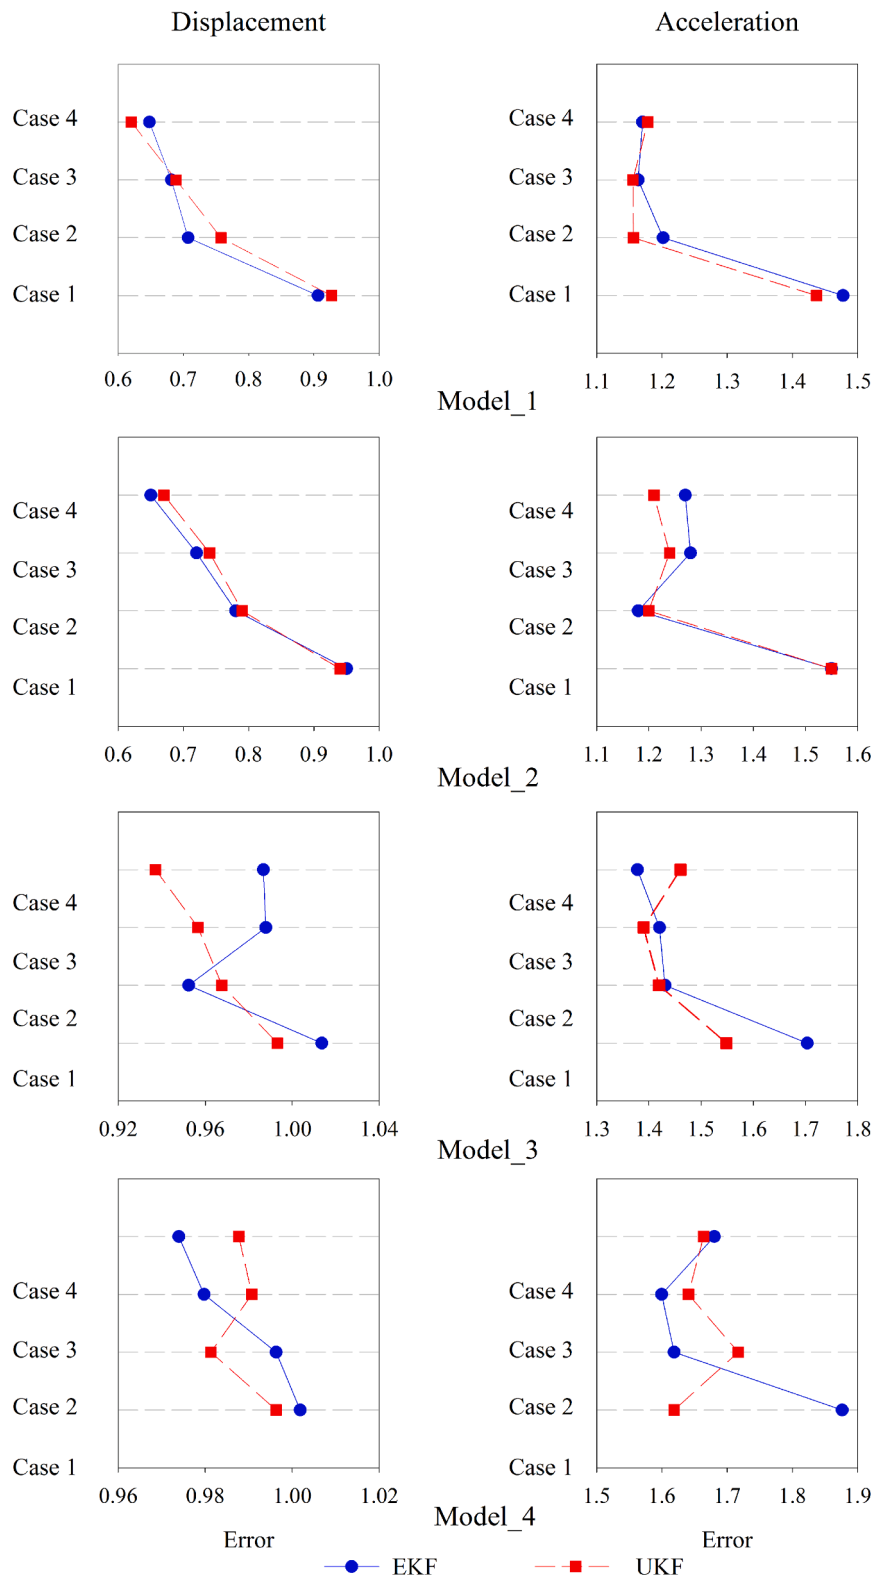 Displacement Acceleration
Case 4 Case 4
Case 3 Case 3
Case 2 Case 2
Case 1 Case 1
0.6 0.7 0.8 0.9 1.0 1.1 1.2 1.3 1.4 1.5
Model_1
Case 4 Case 4
Case 3 Case 3
Case 2 Case 2
Case 1 Case 1
0.6 0.7 0.8 0.9 1.0 1.1 1.2 1.3 1.4 1.5 1.6
Model_2
Case 4 Case 4
Case 3 Case 3
Case 2 Case 2
Case 1 Case 1
0.92 0.96 1.00 1.04 1.3 1.4 1.5 1.6 1.7 1.8
Model_3
Case 4 Case 4
Case 3 Case 3
Case 2 Case 2
Case 1 Case 1
0.96 0.98 1.00 1.02 1.5 1.6 1.7 1.8 1.9
Model_4
Error Error
EKF UKF